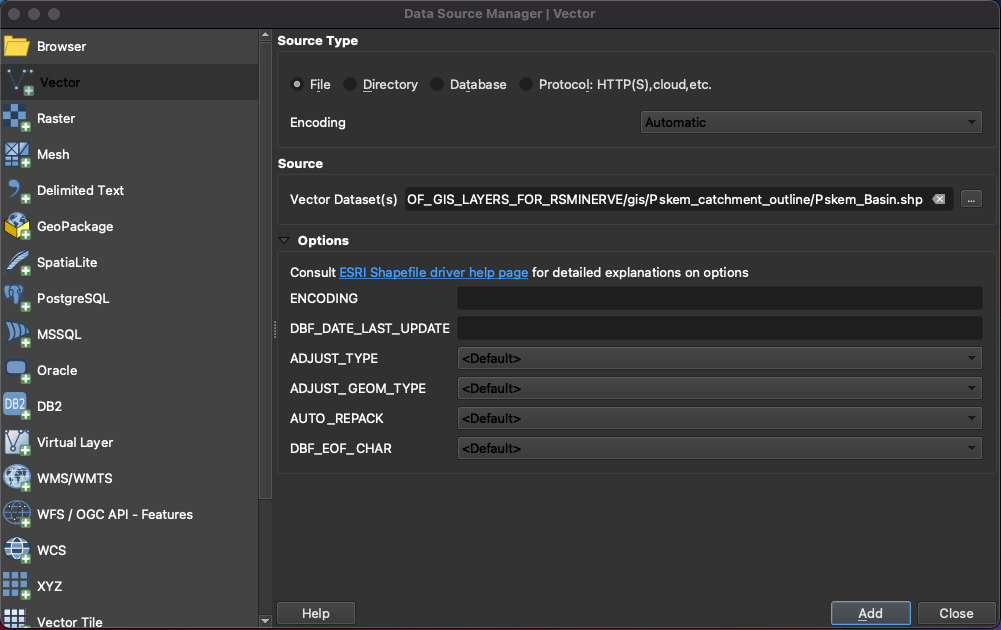 Data Source Manager | Vector
Browser
Vector
Raster
Mesh
Delimited Text
GeoPackage
SpatiaLite
PostgreSQL
MSSQL
Oracle
DB2
DB2
Virtual Layer
WMS/WMTS
WFS / OGC API - Features
WCS
XYZ
Vector Tile
Source Type
File Directory Database Protocol: HTTP(S),cloud,etc.
Encoding Automatic
Source
Vector Dataset(s) OF_GIS_LAYERS_FOR_RSMINERVE/gis/Pskem_catchment_outline/Pskem_Basin.shp ...
Options
Consult ESRI Shapefile driver help page for detailed explanations on options
ENCODING
DBF_DATE_LAST_UPDATE
ADJUST_TYPE <Default>
ADJUST_GEOM_TYPE <Default>
AUTO_REPACK <Default>
DBF_EOF_CHAR <Default>
Help Add Close